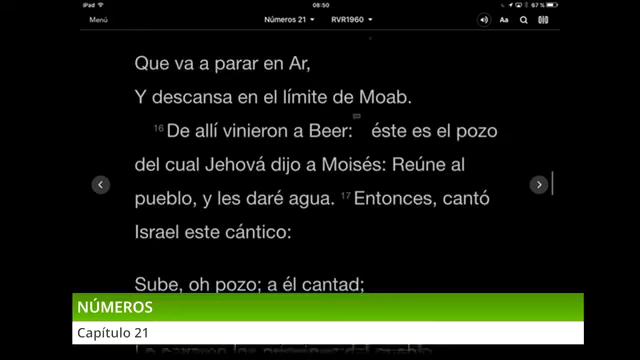 iPad
08:50
67 %
Menú
Números 21
RVR1960
Aa
Que va a parar en Ar,
Y descansa en el límite de Moab.
16 De allí vinieron a Beer: éste es el pozo
del cual Jehová dijo a Moisés: Reúne al
pueblo, y les daré agua. 17 Entonces, cantó
Israel este cántico:
Sube, oh pozo; a él cantad;
NÚMEROS
Capítulo 21